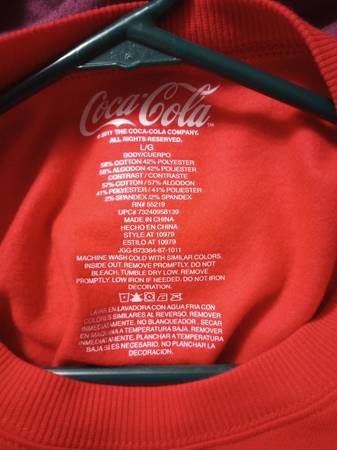 Coca-Cola
© 2011 THE COCA-COLA COMPANY.
ALL RIGHTS RESERVED.
L/G
BODY/CUERPO
58% COTTON 42% POLYESTER
58% ALGODON 42% POLIESTER
CONTRAST / CONTRASTE
57% COTTON / 57% ALGODON
41% POLYESTER / 41% POLIESTER
2% SPANDEX /2% SPANDEX
RN# 55219
UPC# 73240958139
MADE IN CHINA
HECHO EN CHINA
STYLE AT 10979
ESTILO AT 10979
JGG-B73364-87-1011
MACHINE WASH COLD WITH SIMILAR COLORS.
INSIDE OUT. REMOVE PROMPTLY. DO NOT
BLEACH. TUMBLE DRY LOW. REMOVE
PROMPTLY. LOW IRON IF NEEDED. DO NOT IRON
DECORATION.
LAVAR EN LAVADORA CON AGUA FRIA CON
COLORES SIMILARES AL REVERSO. REMOVER
INMEDIATAMENTE. NO BLANQUEADOR. SECAR
EN MAQUINA A TEMPERATURA BAJA. REMOVER
INMEDIATAMENTE. PLANCHAR A TEMPERATURA
BAJA SI ES NECESARIO. NO PLANCHAR LA
DECORACION.